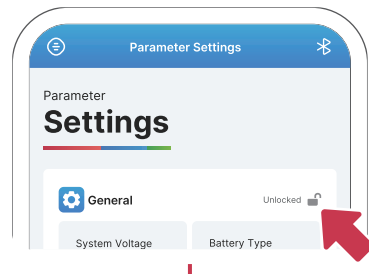 Parameter Settings
Parameter
Settings
General
Unlocked
System Voltage
Battery Type